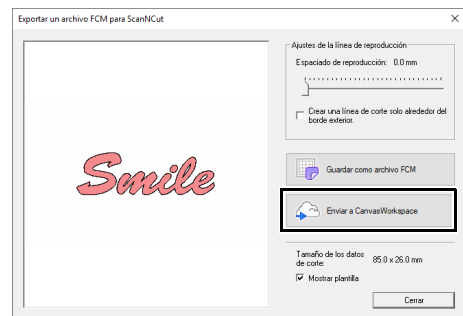 Exportar un archivo FCM para ScanNCut
Ajustes de la línea de reproducción
Espaciado de reproducción: 0.0 mm
Crear una línea de corte solo alrededor del
borde exterior.
Smile
Guardar como archivo FCM
Enviar a CanvasWorkspace
Tamaño de los datos
de corte:
85.0 x 26.0 mm
Mostrar plantilla
Cerrar